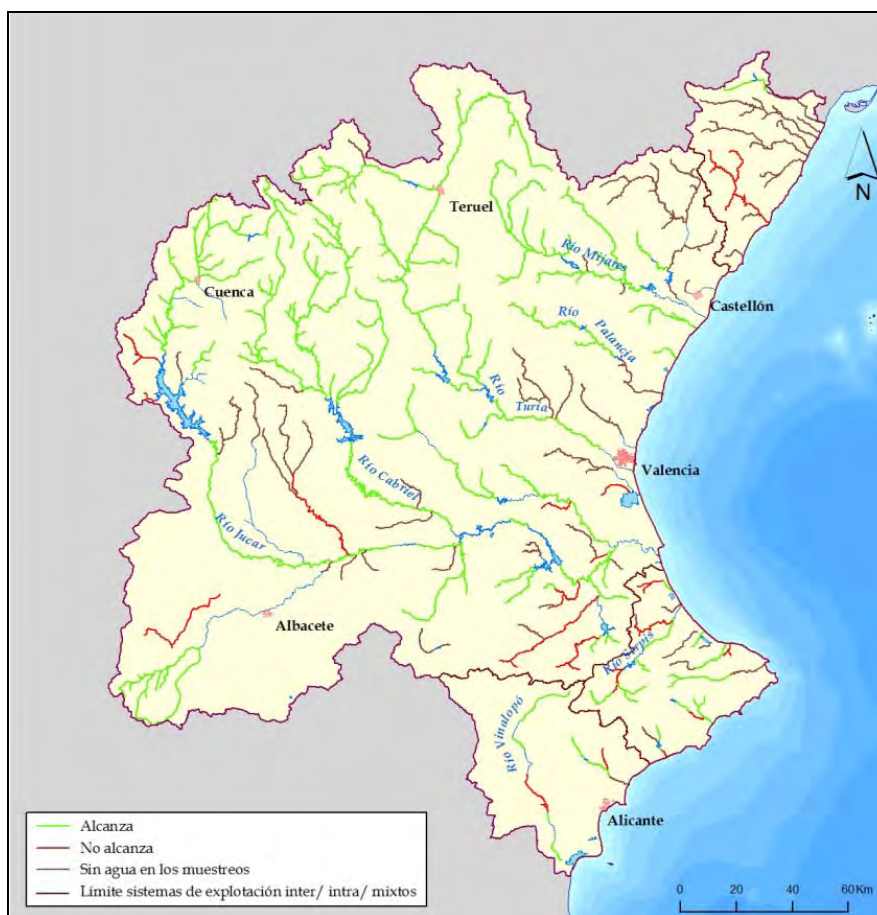 Teruel
Río Mijares
Cuenca
Castellón
Río
Palancia
Río
Turia
Valencia
Río Cabriel
Río Jucar
Albacete
Río Serpis
Río Vinalopó
Alicante
N
Alcanza
No alcanza
Sin agua en los muestreos
Límite sistemas de explotación inter/ intra/ mixtos
0 20 40 60 Km